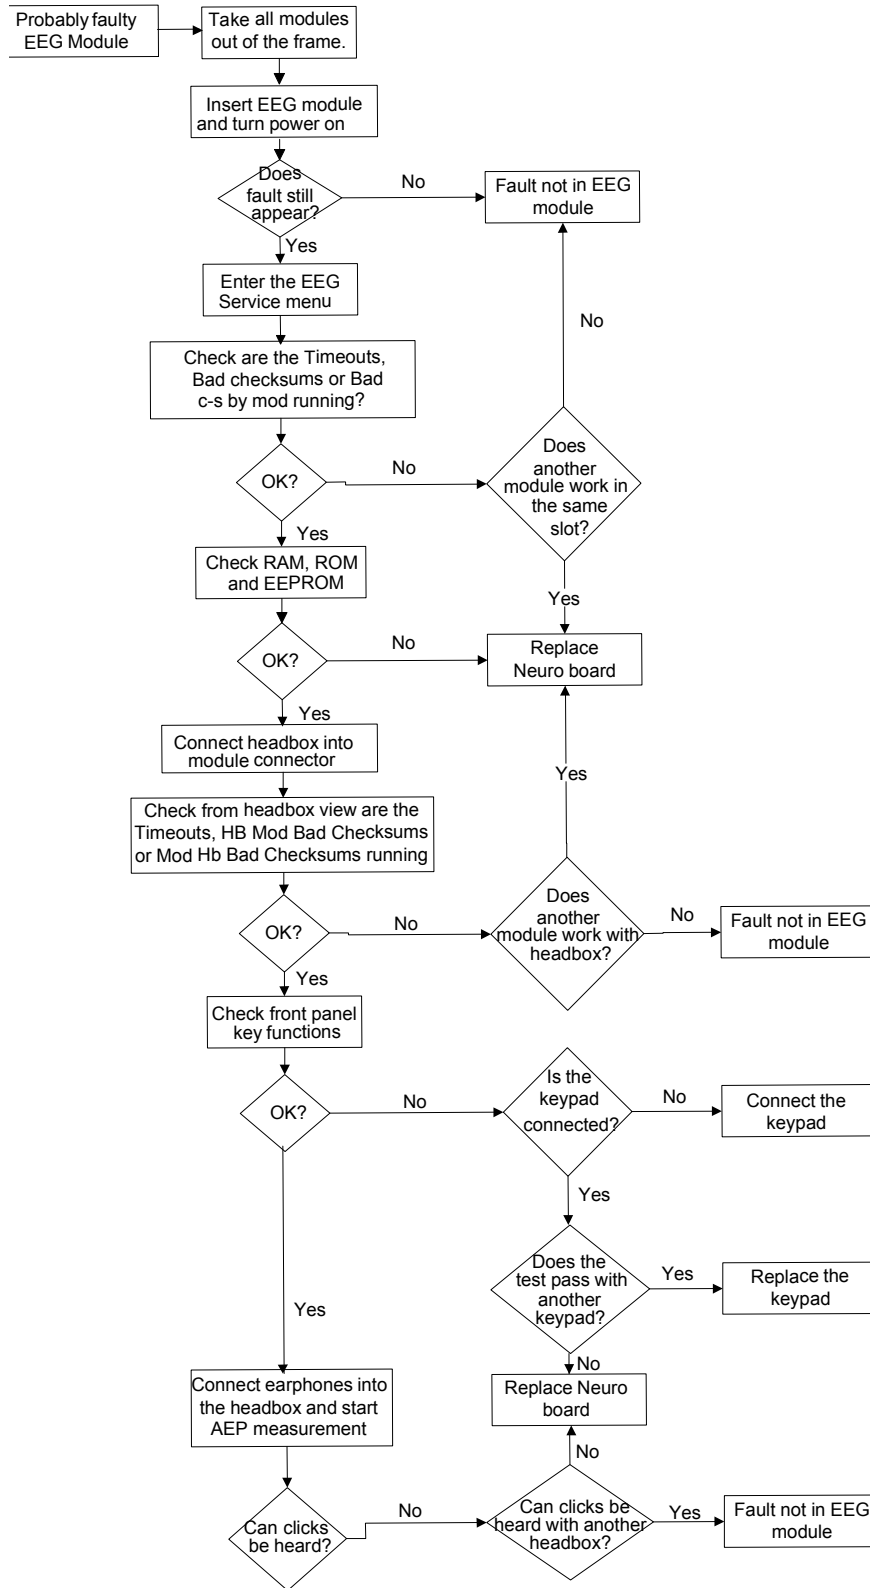 Probably faulty
EEG Module
Take all modules
out of the frame.
Insert EEG module
and turn power on
Does
fault still
appear?
No
Fault not in EEG
module
Yes
Enter the EEG
Service menu
No
Check are the Timeouts,
Bad checksums or Bad
c-s by mod running?
OK?
No
Does
another
module work in
the same
slot?
Yes
Check RAM, ROM
and EEPROM
Yes
OK?
No
Replace
Neuro board
Yes
Connect headbox into
module connector
Yes
Check from headbox view are the
Timeouts, HB Mod Bad Checksums
or Mod Hb Bad Checksums running
OK?
No
Does
another
module work with
headbox?
No
Fault not in EEG
module
Yes
Check front panel
key functions
OK?
No
Is the
keypad
connected?
No
Connect the
keypad
Yes
Does the
test pass with
another
keypad?
Yes
Replace the
keypad
Yes
No
Connect earphones into
the headbox and start
AEP measurement
Replace Neuro
board
No
Can clicks
be heard?
No
Can clicks be
heard with another
headbox?
Yes
Fault not in EEG
module